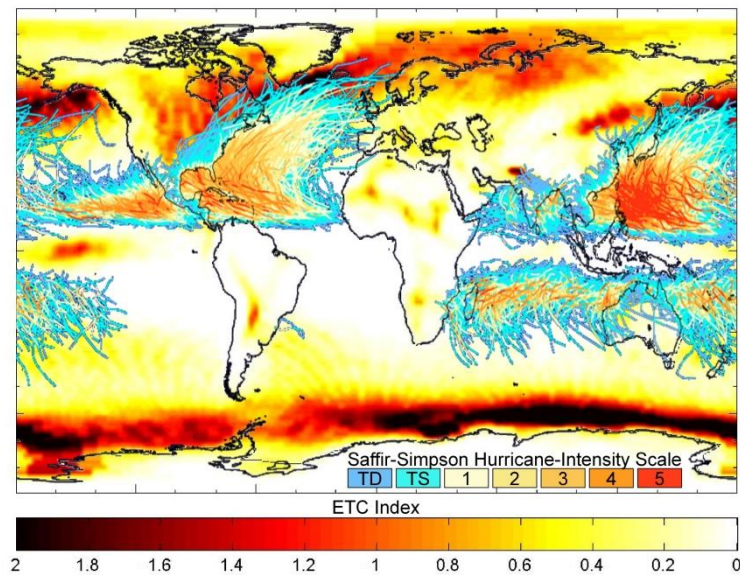 Saffir-Simpson Hurricane-Intensity Scale
TD TS 1 2 3 4 5
ETC Index
2 1.8 1.6 1.4 1.2 1 0.8 0.6 0.4 0.2 0